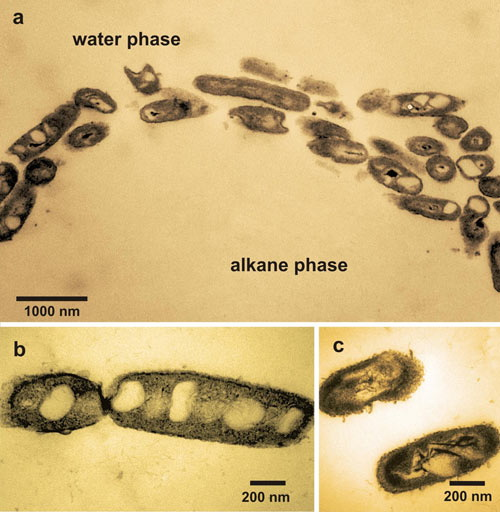 a
water phase
alkane phase
1000 nm
b
200 nm
c
200 nm